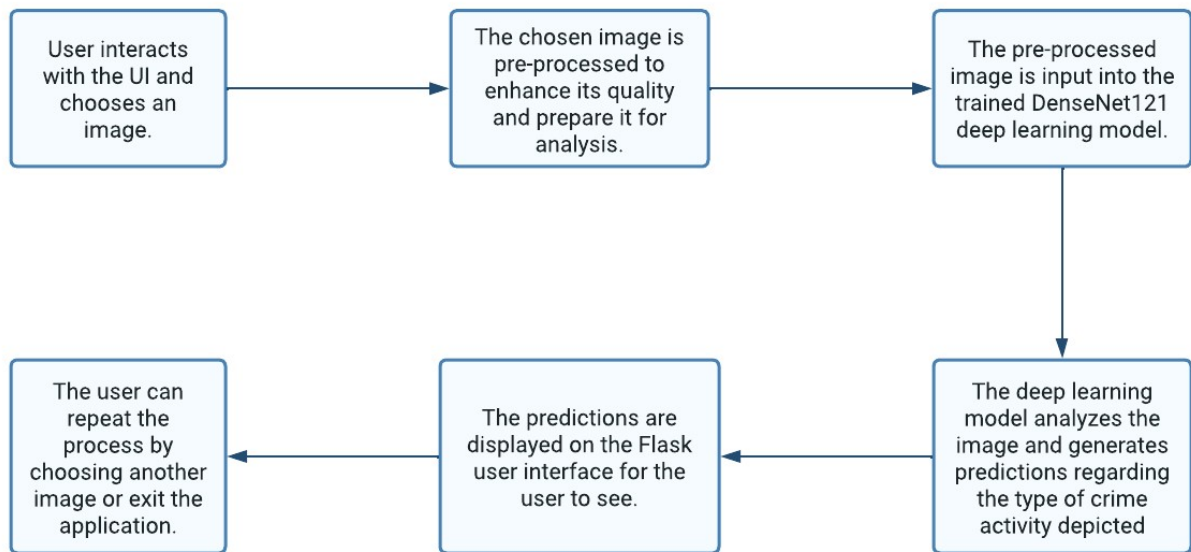 User interacts
with the UI and
chooses an
image.
The chosen image is
pre-processed to
enhance its quality
and prepare it for
analysis.
The pre-processed
image is input into the
trained DenseNet121
deep learning model.
The deep learning
model analyzes the
image and generates
predictions regarding
the type of crime
activity depicted
The predictions are
displayed on the Flask
user interface for the
user to see.
The user can
repeat the
process by
choosing another
image or exit the
application.